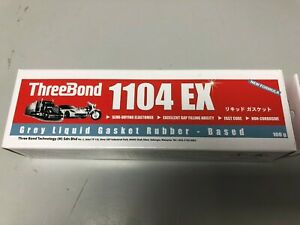 NEW FORMULA
ThreeBond 1104 EX
リキッド ガスケット
SEMI-DRYING ELASTOMER EXCELLENT GAP FILLING ABILITY FAST CURE NON-CORROSIVE
Grey Liquid Gasket Rubber - Based
Three Bond Technology (M) Sdn Bhd
100 g